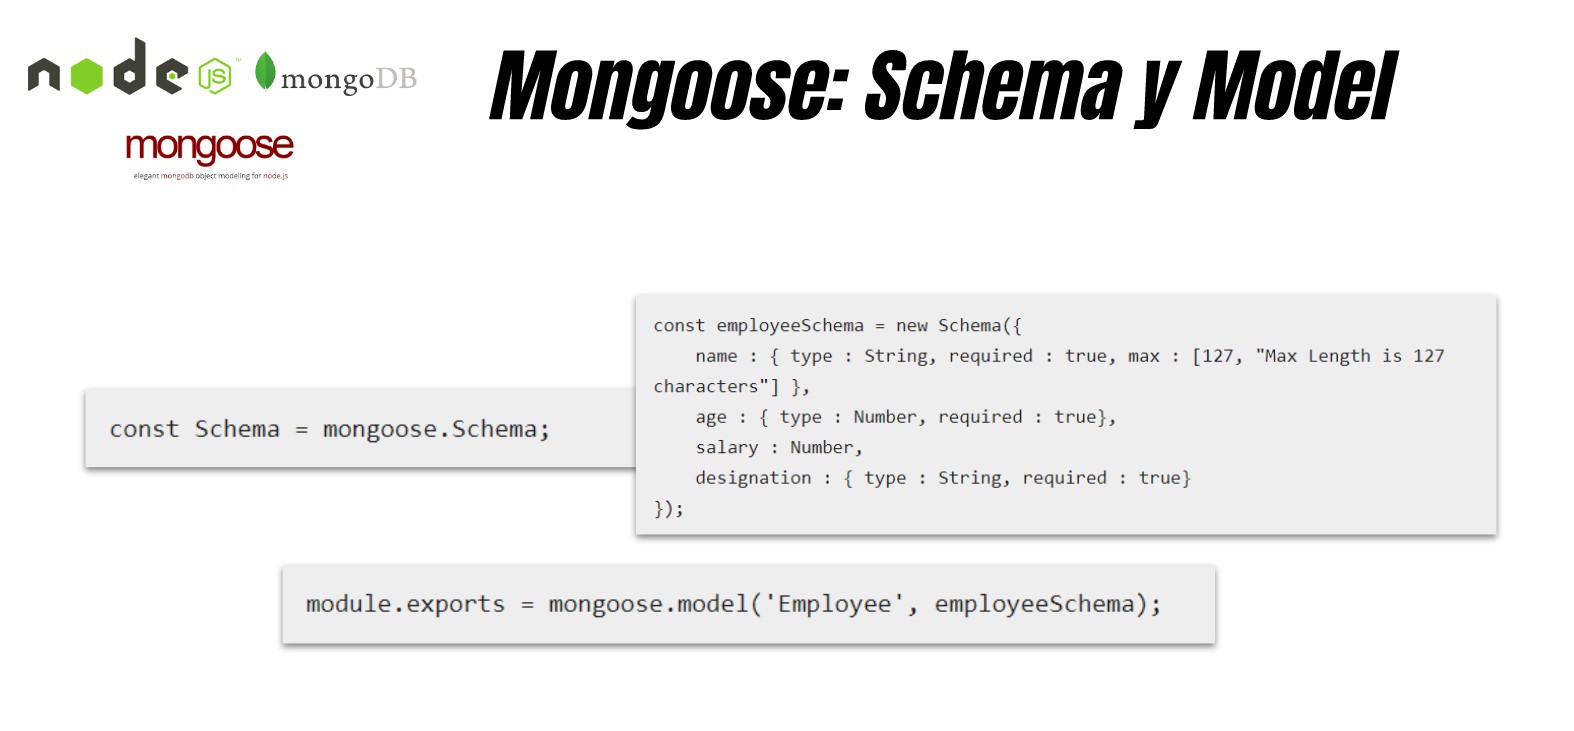 node JS ™
mongoDB
Mongoose: Schema y Model
mongoose
elegant mongodb object modeling for node.js
const Schema = mongoose.Schema;
const employeeSchema = new Schema({
    name : { type : String, required : true, max : [127, "Max Length is 127
characters"] },
    age : { type : Number, required : true},
    salary : Number,
    designation : { type : String, required : true}
});
module.exports = mongoose.model('Employee', employeeSchema);